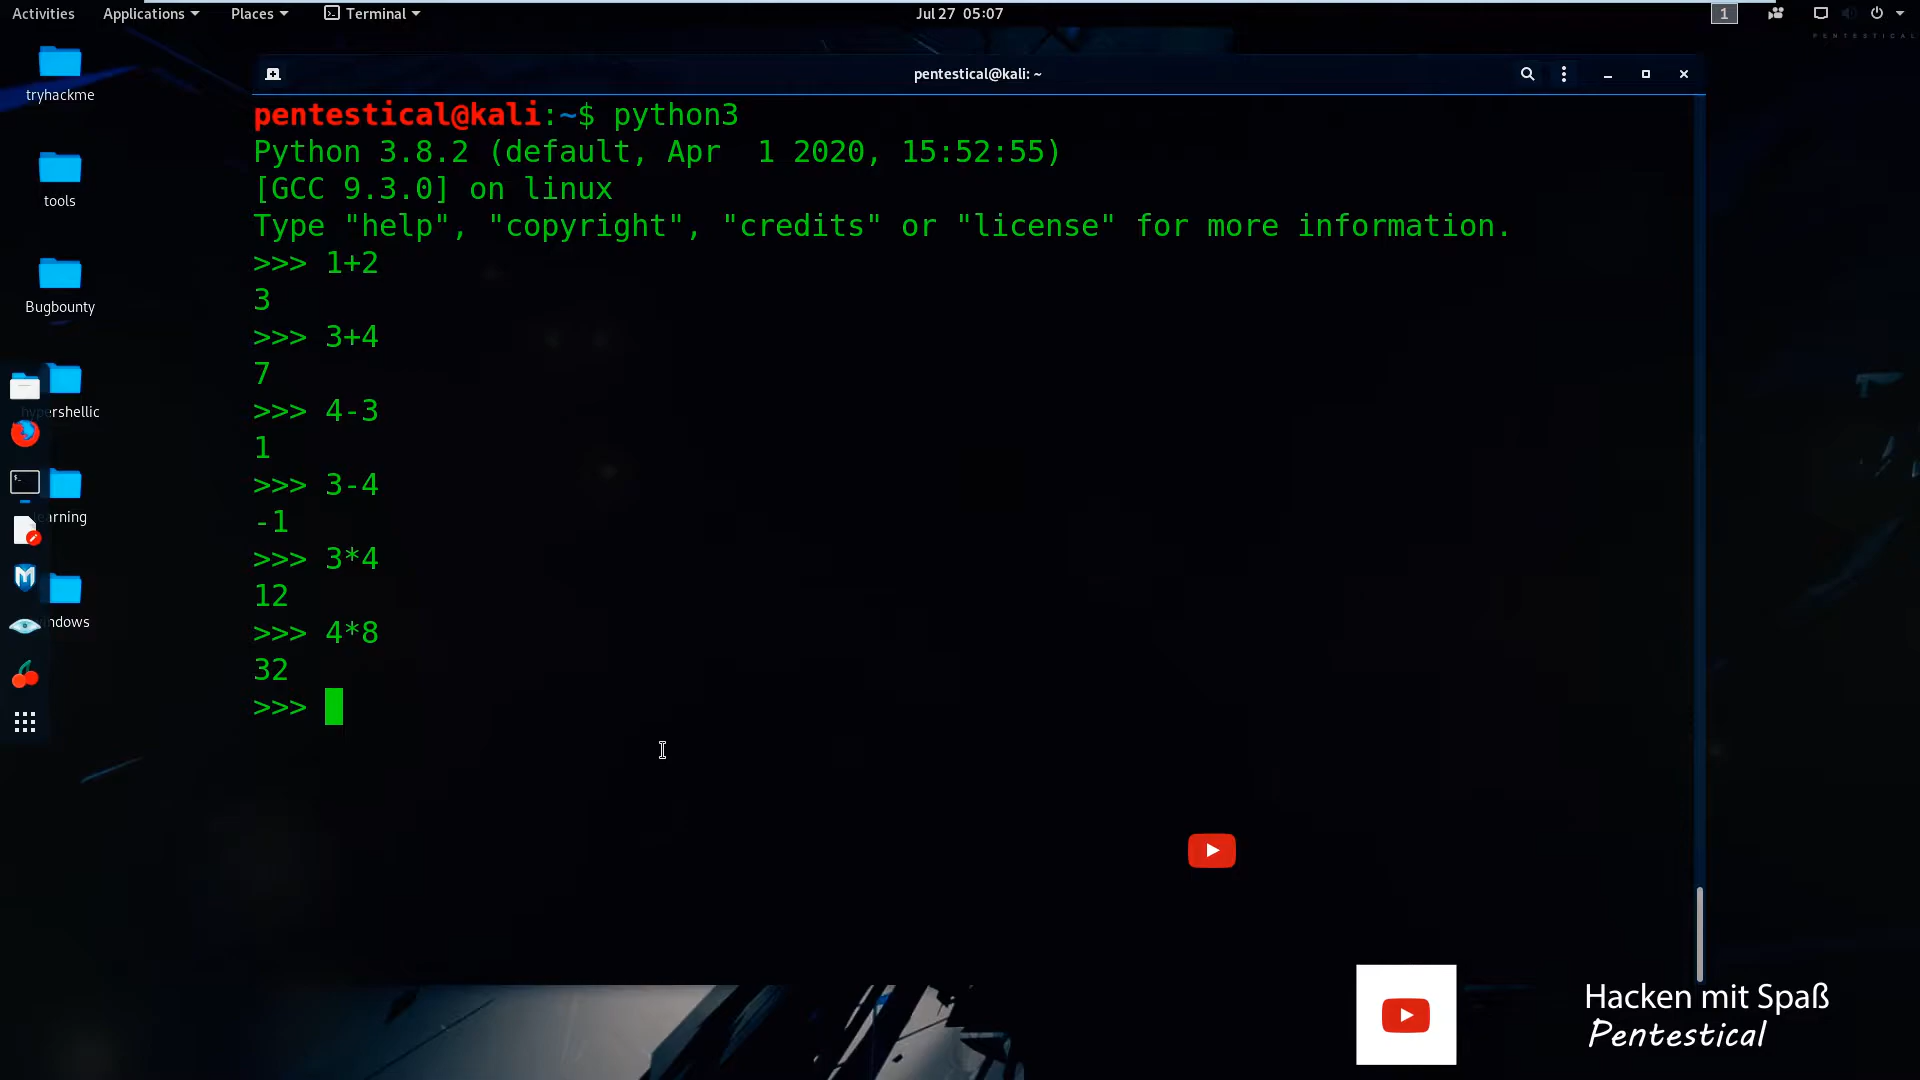 Activities Applications Places Terminal Jul 27 05:07 1
PENTESTICAL
tryhackme
tools
Bugbounty
pentestical@kali: ~
pentestical@kali:~$ python3
Python 3.8.2 (default, Apr  1 2020, 15:52:55)
[GCC 9.3.0] on linux
Type "help", "copyright", "credits" or "license" for more information.
>>> 1+2
3
>>> 3+4
7
>>> 4-3
1
>>> 3-4
-1
>>> 3*4
12
>>> 4*8
32
>>>
Hacken mit Spaß
Pentestical